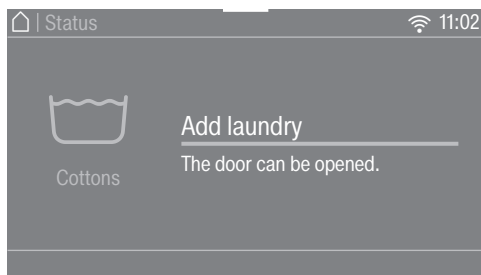 | Status
11:02
Add laundry
The door can be opened.
Cottons